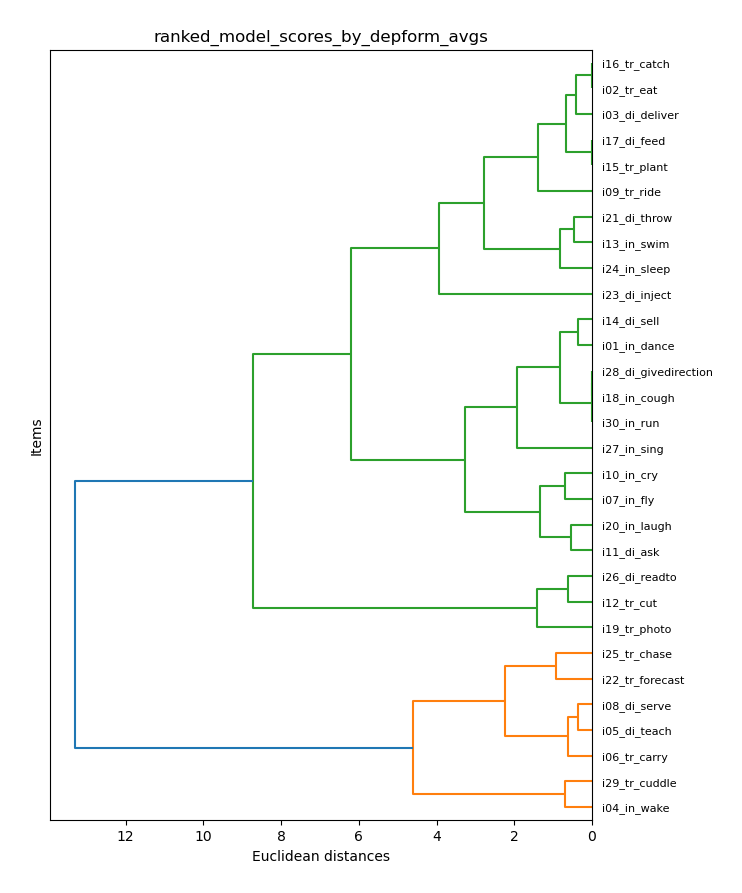 ranked_model_scores_by_depform_avgs
i16_tr_catch
i02_tr_eat
i03_di_deliver
i17_di_feed
i15_tr_plant
i09_tr_ride
i21_di_throw
i13_in_swim
i24_in_sleep
i23_di_inject
i14_di_sell
i01_in_dance
i28_di_givedirection
i18_in_cough
i30_in_run
i27_in_sing
i10_in_cry
i07_in_fly
i20_in_laugh
i11_di_ask
i26_di_readto
i12_tr_cut
i19_tr_photo
i25_tr_chase
i22_tr_forecast
i08_di_serve
i05_di_teach
i06_tr_carry
i29_tr_cuddle
i04_in_wake
Items
12 10 8 6 4 2 0
Euclidean distances